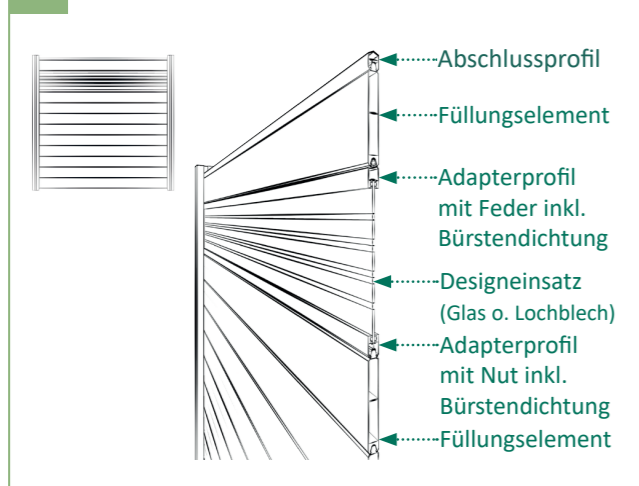 Abschlussprofil
Füllungselement
Adapterprofil
mit Feder inkl.
Bürstendichtung
Designeinsatz
(Glas o. Lochblech)
Adapterprofil
mit Nut inkl.
Bürstendichtung
Füllungselement